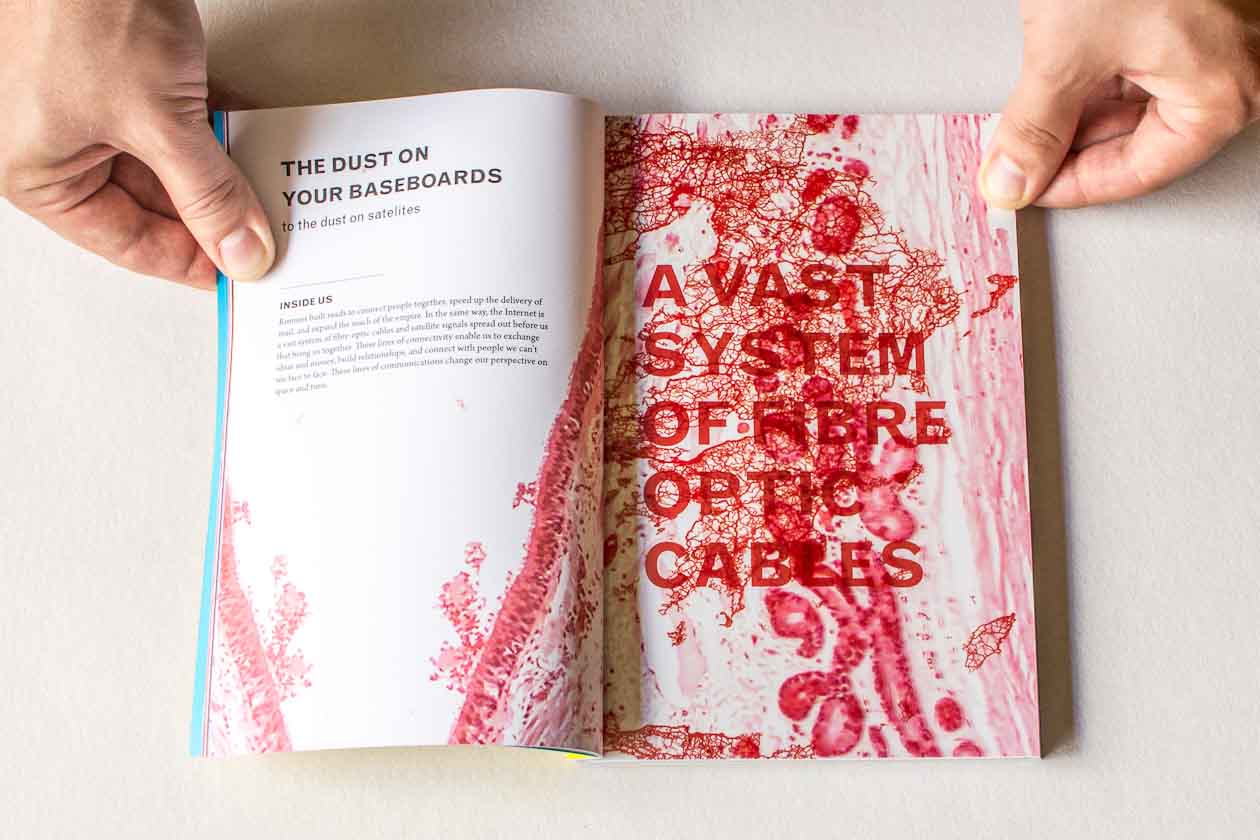 THE DUST ON
YOUR BASEBOARDS
to the dust on satelites
INSIDE US
Romans built roads to connect people together, speed up the delivery of
mail, and expand the reach of the empire. In the same way, the Internet is
a vast system of fibre-optic cables and satellite signals spread out before us
that bring us together. These lines of connectivity enable us to exchange
ideas and money, build relationships, and connect with people we can't
see face to face. These lines of communications change our perspective on
space and time.
A VAST
SYSTEM
OF FIBRE
OPTIC
CABLES